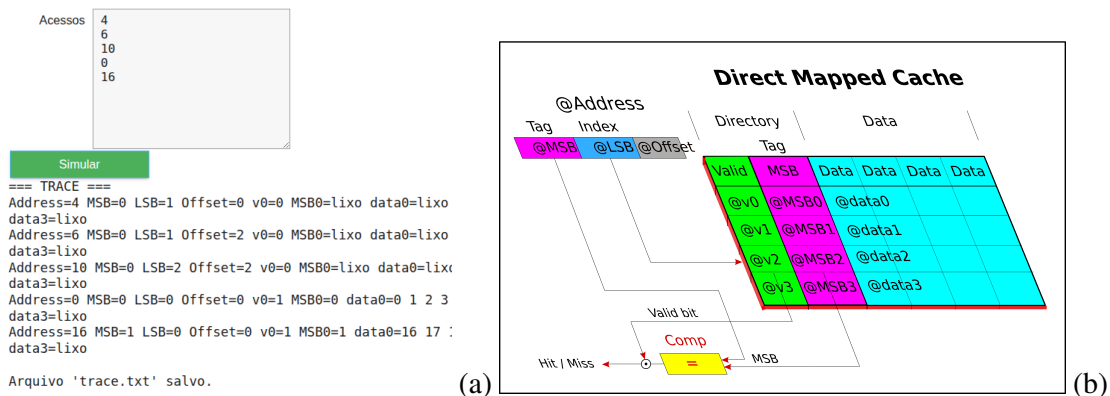 Acessos
4
6
10
0
16
Simular
=== TRACE ===
Address=4 MSB=0 LSB=1 Offset=0 v0=0 MSB0=lixo data0=lixo
data3=lixo
Address=6 MSB=0 LSB=1 Offset=2 v0=0 MSB0=lixo data0=lixo
data3=lixo
Address=10 MSB=0 LSB=2 Offset=2 v0=0 MSB0=lixo data0=lixo
data3=lixo
Address=0 MSB=0 LSB=0 Offset=0 v0=1 MSB0=0 data0=0 1 2 3
data3=lixo
Address=16 MSB=1 LSB=0 Offset=0 v0=1 MSB0=1 data0=16 17
data3=lixo
Arquivo 'trace.txt' salvo.
(a)
Direct Mapped Cache
@Address
Directory Data
Tag Index
Tag
@MSB @LSB @Offset
Valid MSB Data Data Data Data
@v0 @MSB0 @data0
@v1 @MSB1 @data1
@v2 @MSB2 @data2
@v3 @MSB3 @data3
Valid bit
Comp
Hit / Miss = MSB
(b)